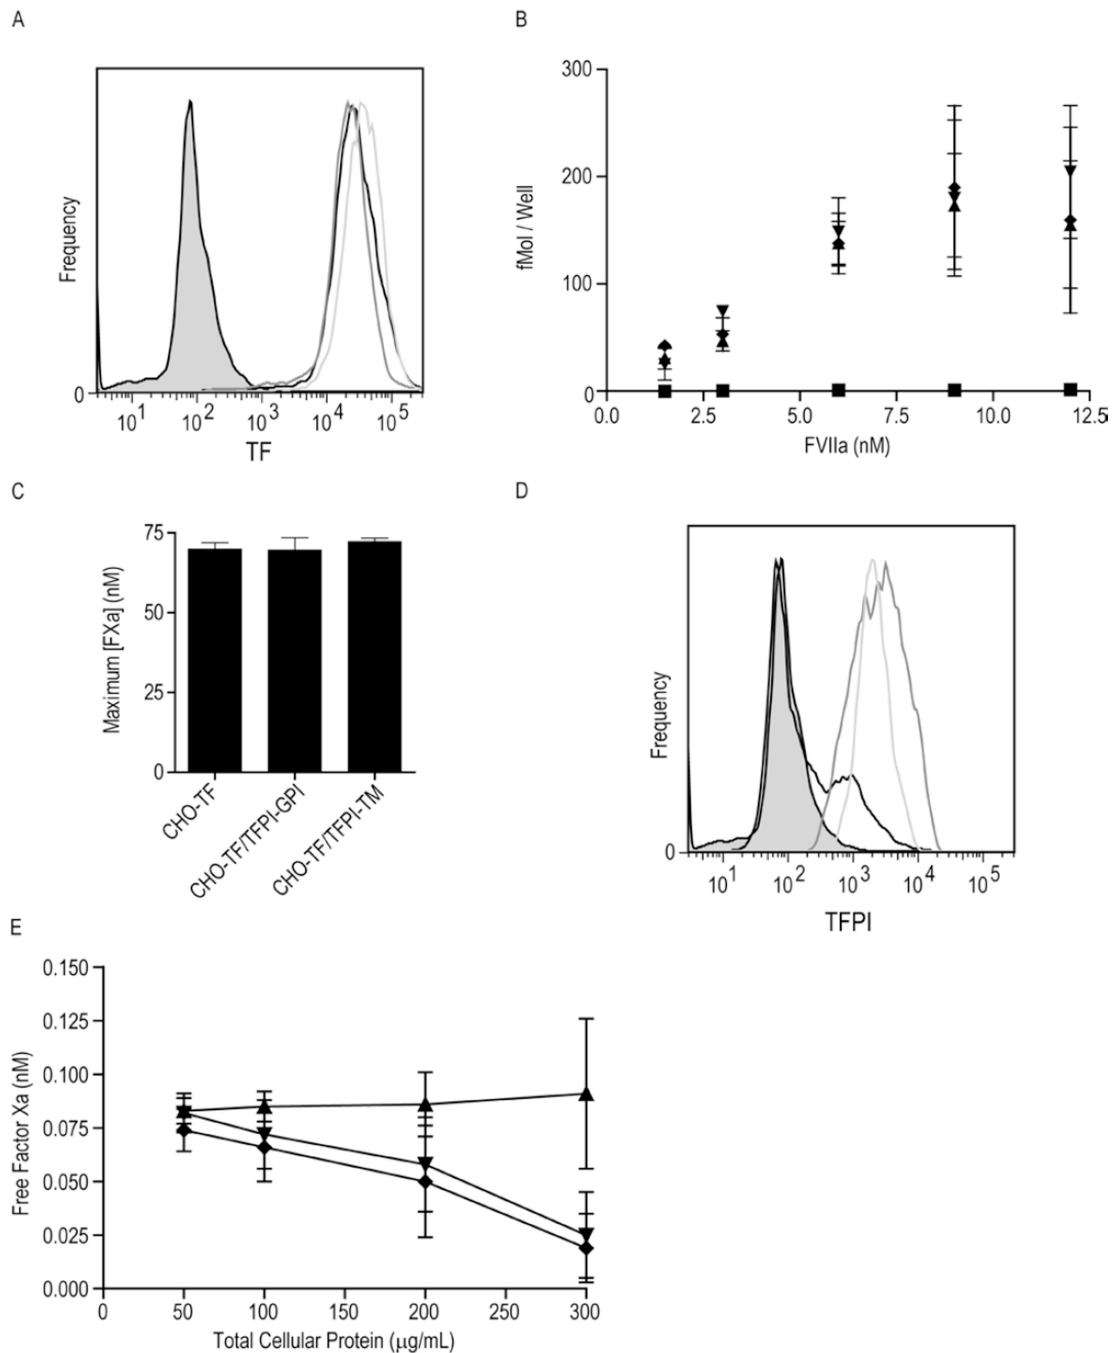 A
Frequency
0
10^1 10^2 10^3 10^4 10^5
TF
B
fMol / Well
300
200
100
0
0.0 2.5 5.0 7.5 10.0 12.5
FVIIa (nM)
C
Maximum [FXa] (nM)
75
50
25
0
CHO-TF
CHO-TF/TFPI-GPI
CHO-TF/TFPI-TM
D
Frequency
0
10^1 10^2 10^3 10^4 10^5
TFPI
E
Free Factor Xa (nM)
0.150
0.125
0.100
0.075
0.050
0.025
0.000
0 50 100 150 200 250 300
Total Cellular Protein (μg/mL)